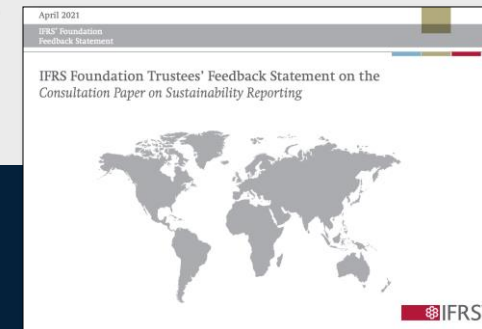 April 2021
IFRS® Foundation
Feedback Statement
IFRS Foundation Trustees' Feedback Statement on the
Consultation Paper on Sustainability Reporting
IFRS